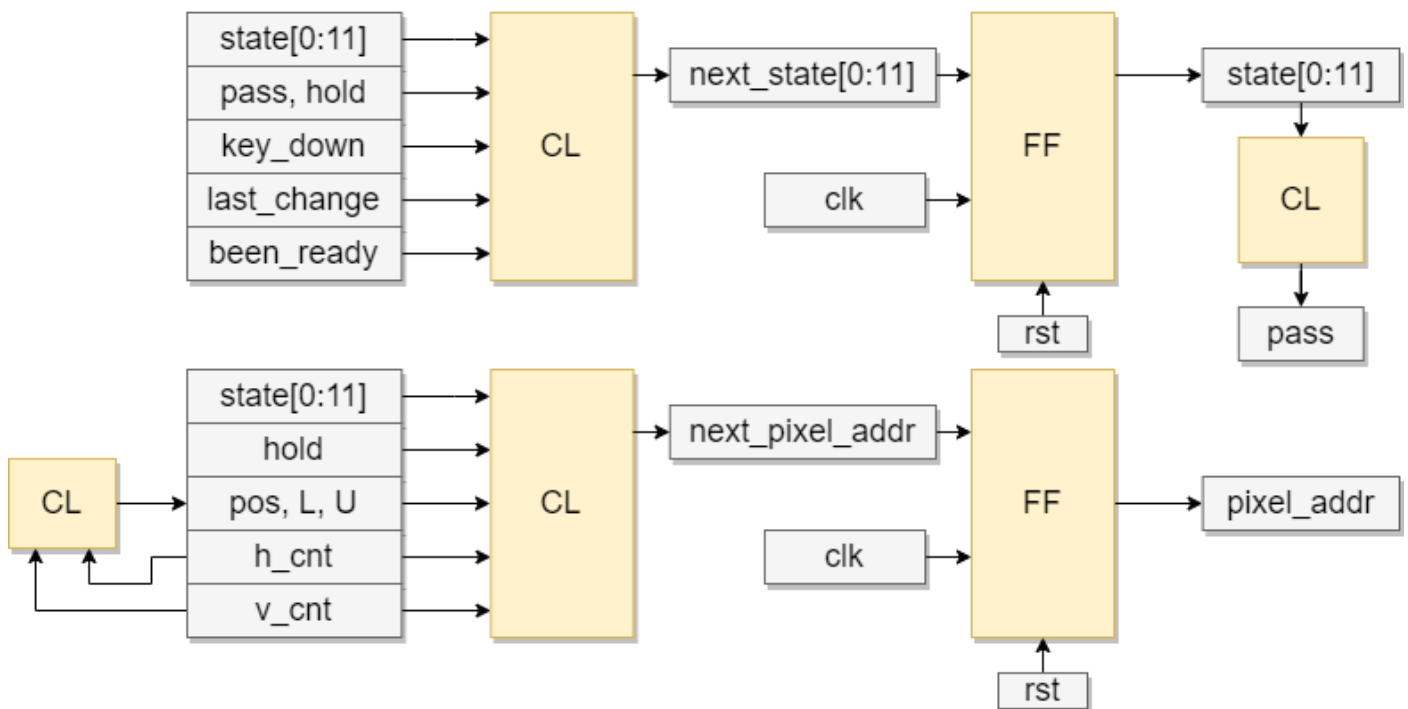 state[0:11]
pass, hold
key_down
last_change
been_ready
CL
next_state[0:11]
clk
FF
rst
state[0:11]
CL
pass
CL
state[0:11]
hold
pos, L, U
h_cnt
v_cnt
CL
next_pixel_addr
clk
FF
rst
pixel_addr